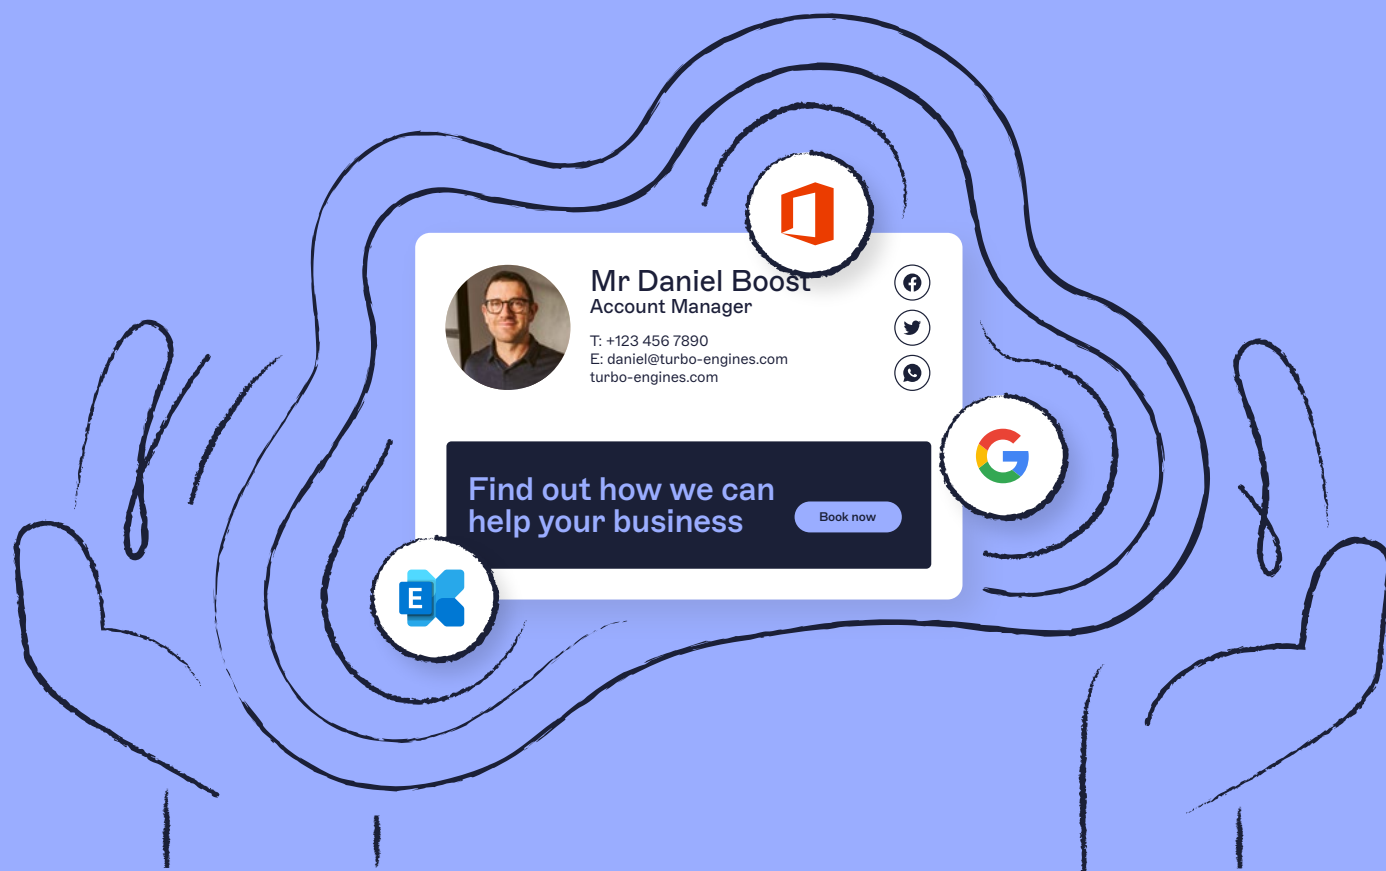 Mr Daniel Boost
Account Manager
T: +123 456 7890
E: daniel@turbo-engines.com
turbo-engines.com
Find out how we can
help your business
Book now
E